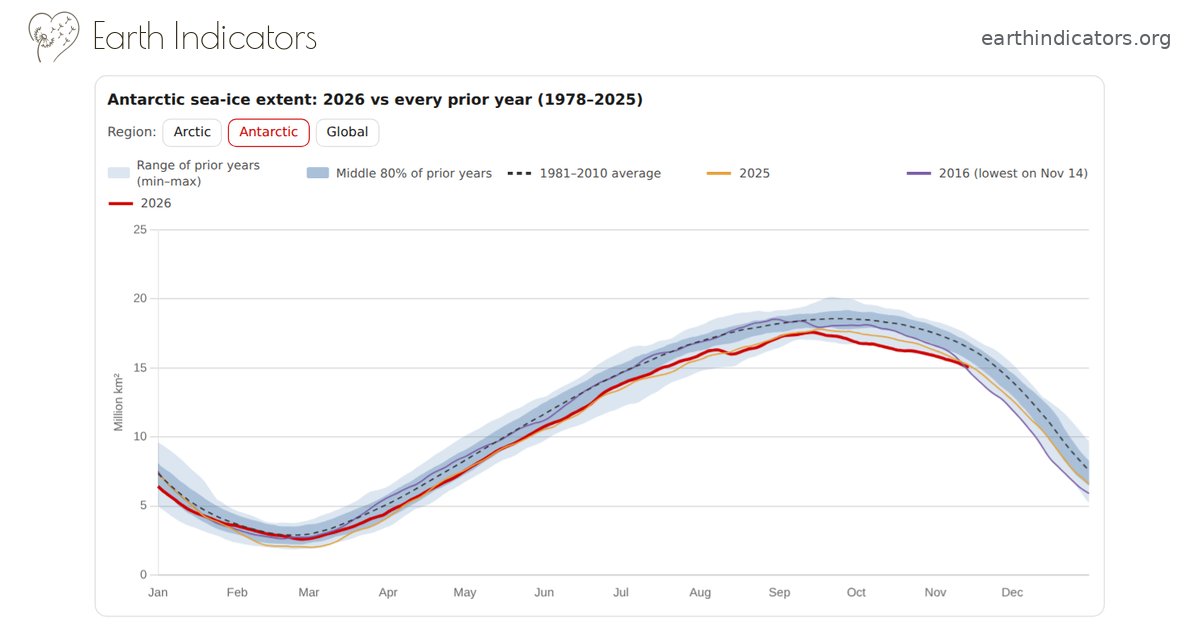 Earth Indicators
earthindicators.org
Antarctic sea-ice extent: 2026 vs every prior year (1978–2025)
Region: Arctic Antarctic Global
Range of prior years
(min–max)
Middle 80% of prior years
1981–2010 average
2025
2016 (lowest on Nov 14)
2026
Million km²
25
20
15
10
5
0
Jan Feb Mar Apr May Jun Jul Aug Sep Oct Nov Dec